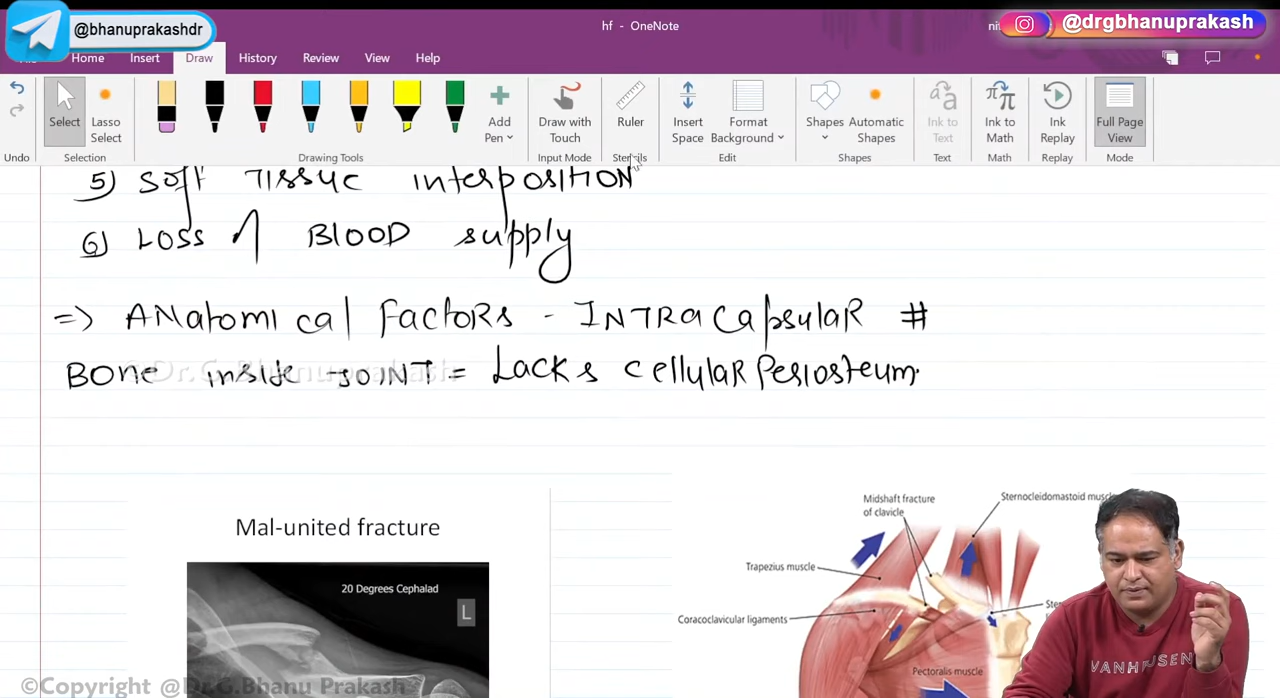 @bhanuprakashdr
hf - OneNote
@drgbhanuprakash
Home Insert Draw History Review View Help
Select
Lasso Select
Add Pen
Draw with Touch
Ruler
Insert Space
Format Background
Shapes
Automatic Shapes
Ink to Text
Ink to Math
Ink Replay
Full Page View
Undo Selection Drawing Tools Input Mode Stencils Edit Shapes Text Math Replay Mode
5) Soft TISSUE interposITION
6) Loss of BLOOD supply
=> ANatomical FactoRs - INTRACapsulaR #
BONe inside JOINT = Lacks cellulaR Periosteum.
Dr.G.Bhanuprakash
Mal-united fracture
20 Degrees Cephalad
L
Midshaft fracture of clavicle
Sternocleidomastoid muscle
Trapezius muscle
Coracoclavicular ligaments
Pectoralis muscle
VANHEUSEN
©Copyright @Dr.G.Bhanu Prakash